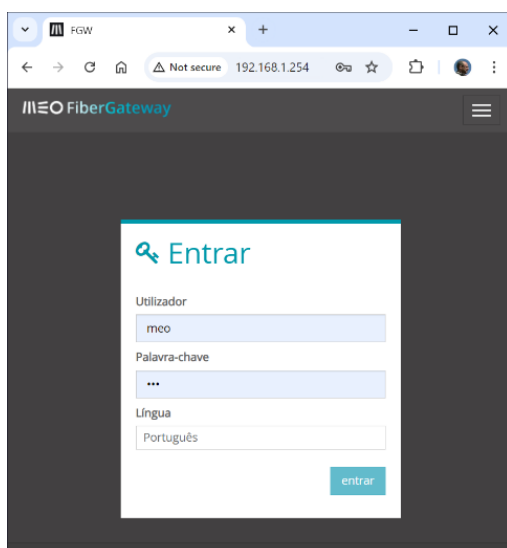 FGW
Not secure 192.168.1.254
MEO FiberGateway
Entrar
Utilizador
meo
Palavra-chave
•••
Língua
Português
entrar